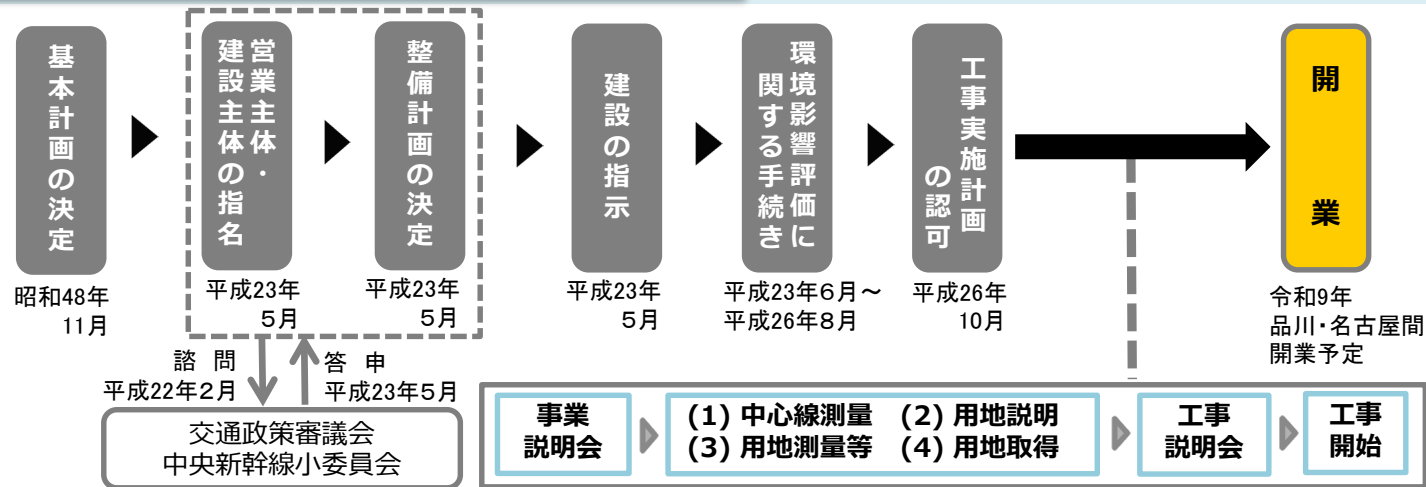 基本計画の決定
昭和48年
11月
営業主体・
建設主体の指名
平成23年
5月
整備計画の決定
平成23年
5月
建設の指示
平成23年
5月
環境影響評価に
関する手続き
平成23年6月～
平成26年8月
工事実施計画
の認可
平成26年
10月
開業
令和9年
品川・名古屋間
開業予定
諮問
平成22年2月
答申
平成23年5月
交通政策審議会
中央新幹線小委員会
事業
説明会
(1) 中心線測量 (2) 用地説明
(3) 用地測量等 (4) 用地取得
工事
説明会
工事
開始